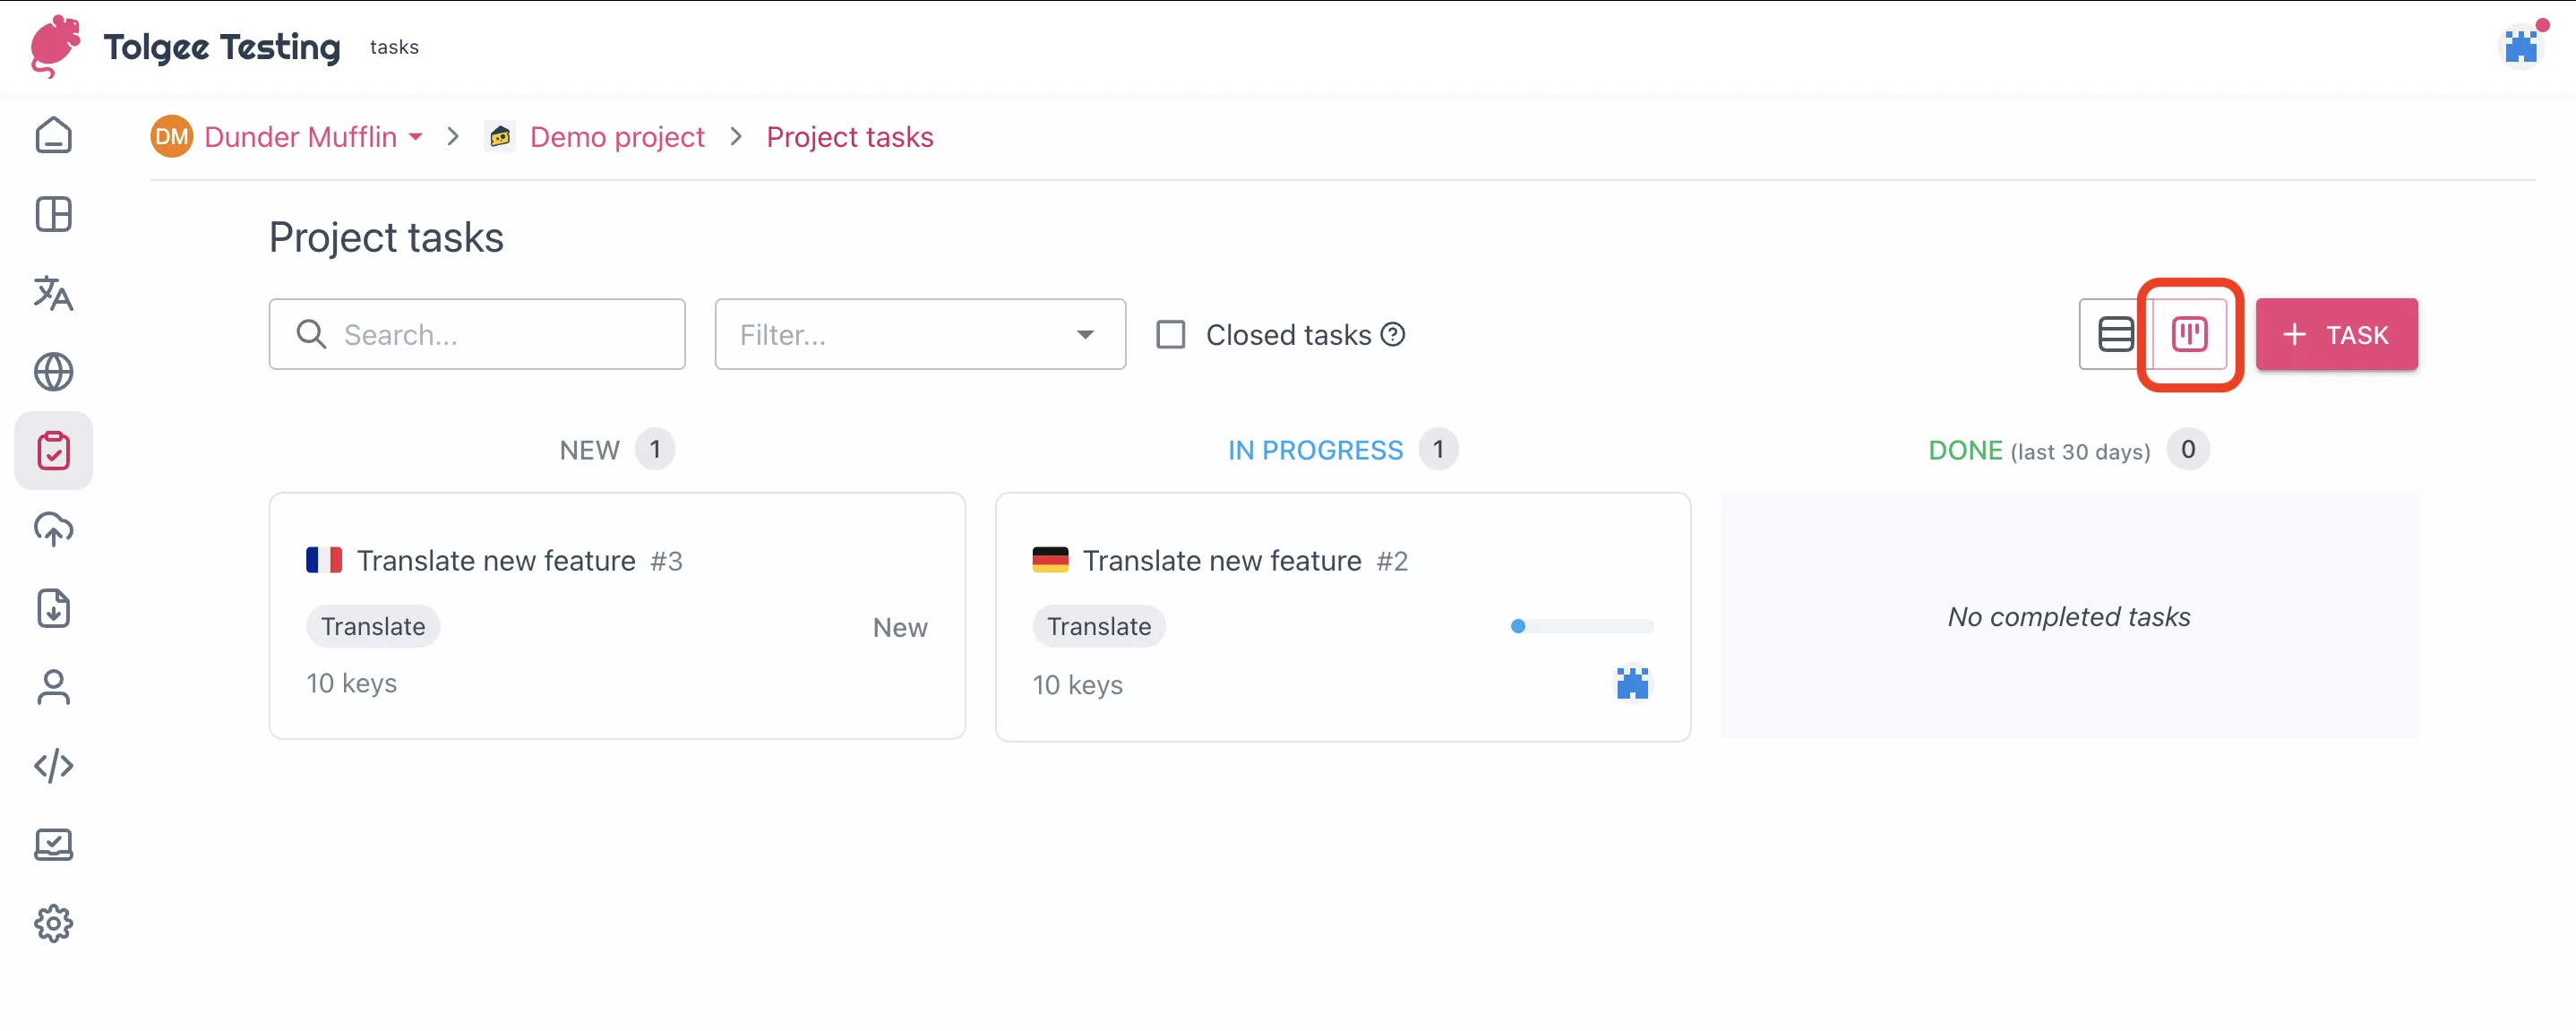 Tolgee Testing tasks
DM Dunder Mufflin > Demo project > Project tasks
Project tasks
Search...
Filter...
Closed tasks
+ TASK
NEW 1
IN PROGRESS 1
DONE (last 30 days) 0
Translate new feature #3
Translate
New
10 keys
Translate new feature #2
Translate
10 keys
No completed tasks